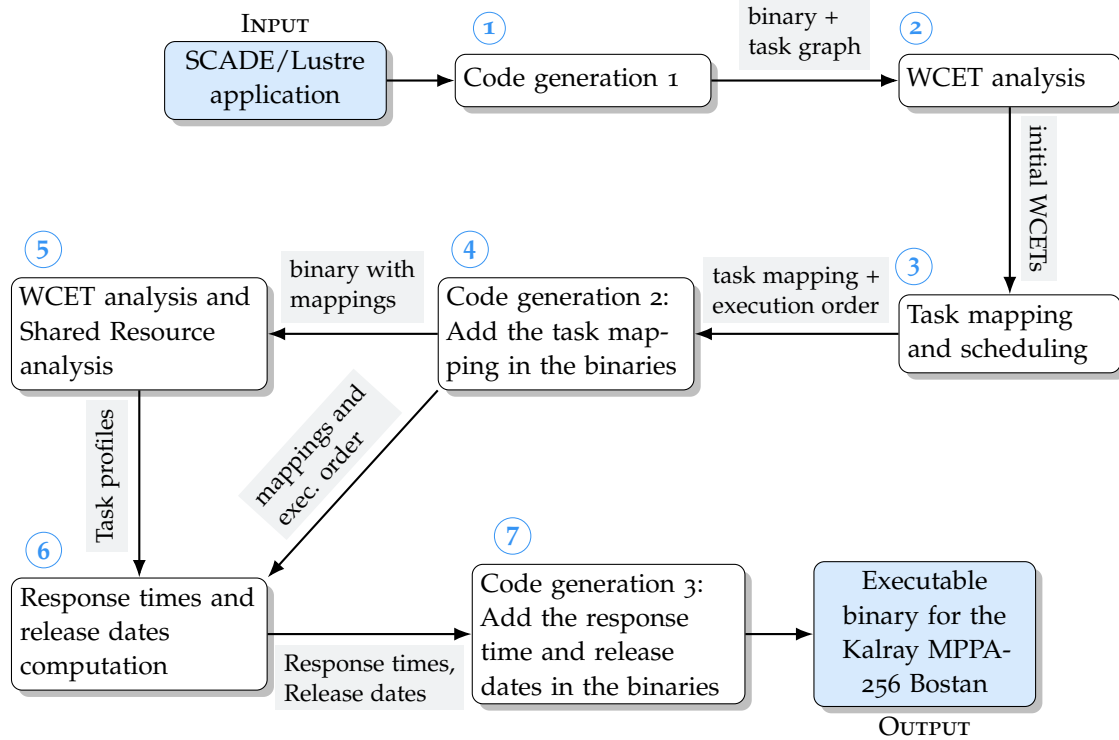 INPUT
SCADE/Lustre
application
1
Code generation 1
binary +
task graph
2
WCET analysis
initial WCETs
3
Task mapping
and scheduling
task mapping +
execution order
4
Code generation 2:
Add the task map-
ping in the binaries
binary with
mappings
5
WCET analysis and
Shared Resource
analysis
Task profiles
mappings and
exec. order
6
Response times and
release dates
computation
Response times,
Release dates
7
Code generation 3:
Add the response
time and release
dates in the binaries
Executable
binary for the
Kalray MPPA-
256 Bostan
OUTPUT